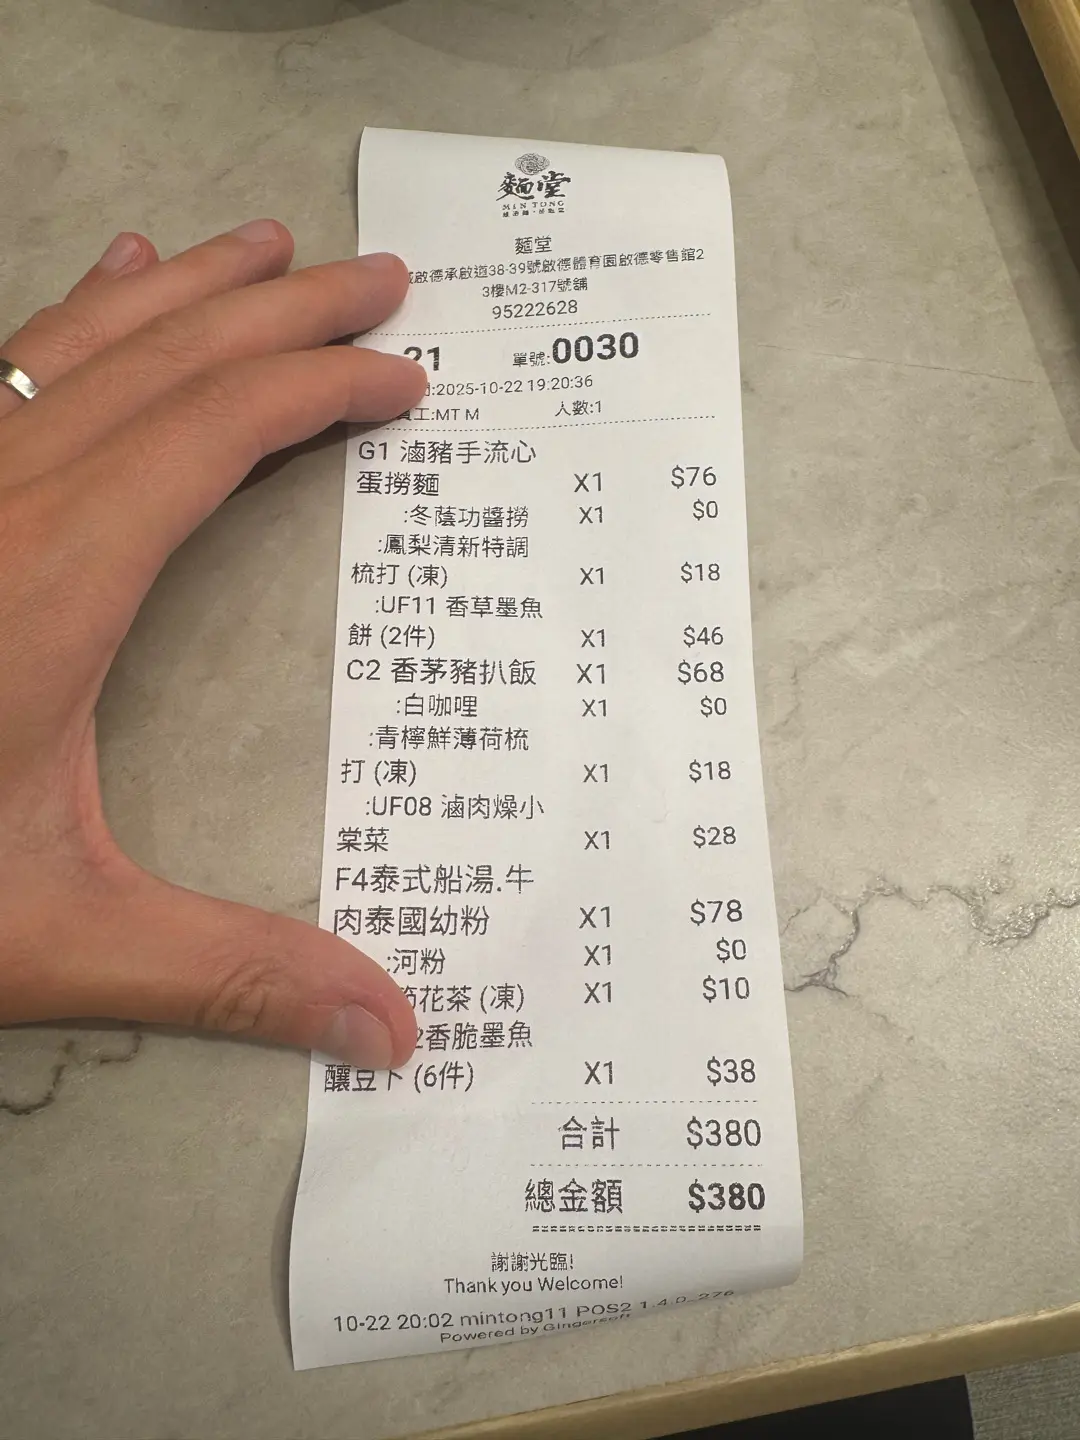 麵堂
MIN TONG
麵堂
啟德承啟道38-39號啟德體育園啟德零售館2
3樓M2-317號舖
95222628
21 單號:0030
:2025-10-22 19:20:36
員工:MT M 人數:1
G1 滷豬手流心
蛋撈麵 X1 $76
:冬蔭功醬撈 X1 $0
:鳳梨清新特調
梳打 (凍) X1 $18
:UF11 香草墨魚
餅 (2件) X1 $46
C2 香茅豬扒飯 X1 $68
:白咖哩 X1 $0
:青檸鮮薄荷梳
打 (凍) X1 $18
:UF08 滷肉燥小
棠菜 X1 $28
F4泰式船湯.牛
肉泰國幼粉 X1 $78
:河粉 X1 $0
花茶 (凍) X1 $10
2香脆墨魚
釀豆卜 (6件) X1 $38
合計 $380
總金額 $380
謝謝光臨!
Thank you Welcome!
10-22 20:02 mintong11 POS2 1.4.0_276
Powered by Gingersoft